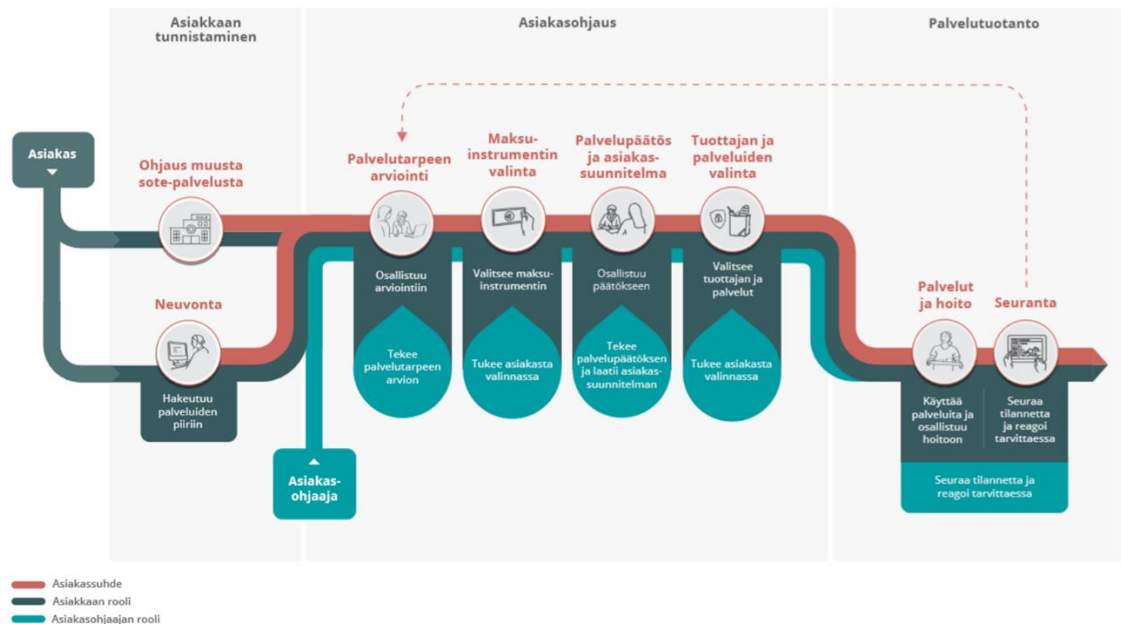 Asiakkaan
tunnistaminen
Asiakasohjaus
Palvelutuotanto
Asiakas
Ohjaus muusta
sote-palvelusta
Neuvonta
Hakeutuu
palveluiden
piiriin
Asiakas-
ohjaaja
Palvelutarpeen
arviointi
Osallistuu
arviointiin
Tekee
palvelutarpeen
arvion
Maksu-
instrumentin
valinta
Valitsee maksu-
instrumentin
Tukee asiakasta
valinnassa
Palvelupäätös
ja asiakas-
suunnitelma
Osallistuu
päätökseen
Tekee
palvelupäätöksen
ja laatii asiakas-
suunnitelman
Tuottajan ja
palveluiden
valinta
Valitsee
tuottajan ja
palvelut
Tukee asiakasta
valinnassa
Palvelut
ja hoito
Käyttää
palveluita ja
osallistuu
hoitoon
Seuranta
Seuraa
tilannetta
ja reagoi
tarvittaessa
Seuraa tilannetta ja
reagoi tarvittaessa
Asiakassuhde
Asiakkaan rooli
Asiakasohjaajan rooli